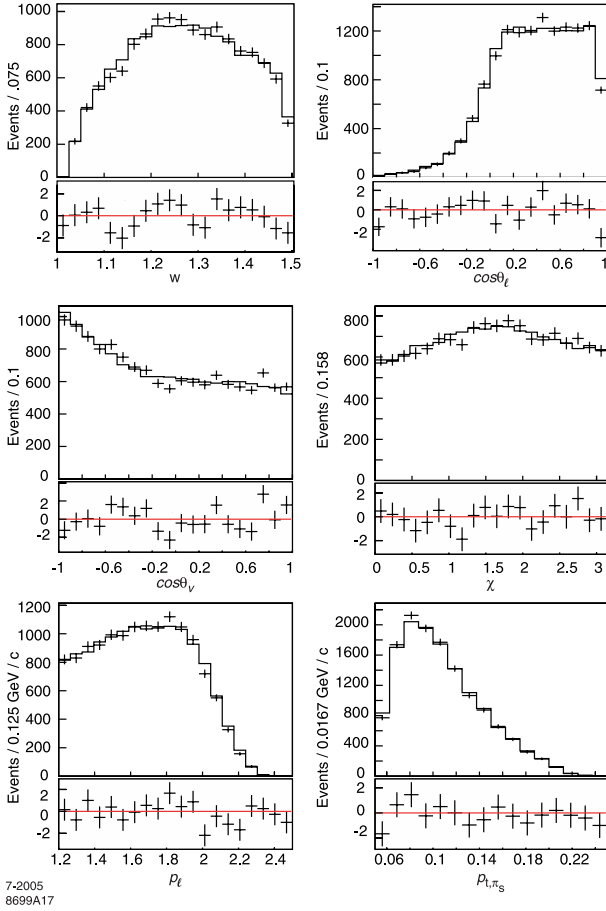 1000
800
600
400
200
0
Events / .075
2
0
-2
1 1.1 1.2 1.3 1.4 1.5
w
1200
800
400
0
Events / 0.1
2
0
-2
-1 -0.6 -0.2 0.2 0.6 1
cosθℓ
1000
800
600
400
200
0
Events / 0.1
2
0
-2
-1 -0.6 -0.2 0.2 0.6 1
cosθv
800
600
400
200
0
Events / 0.158
2
0
-2
0 0.5 1 1.5 2 2.5 3
χ
1200
1000
800
600
400
200
0
Events / 0.125 GeV / c
2
0
-2
1.2 1.4 1.6 1.8 2 2.2 2.4
pℓ
2000
1600
1200
800
400
0
Events / 0.0167 GeV / c
2
0
-2
0.06 0.1 0.14 0.18 0.22
pt,πs
7-2005
8699A17